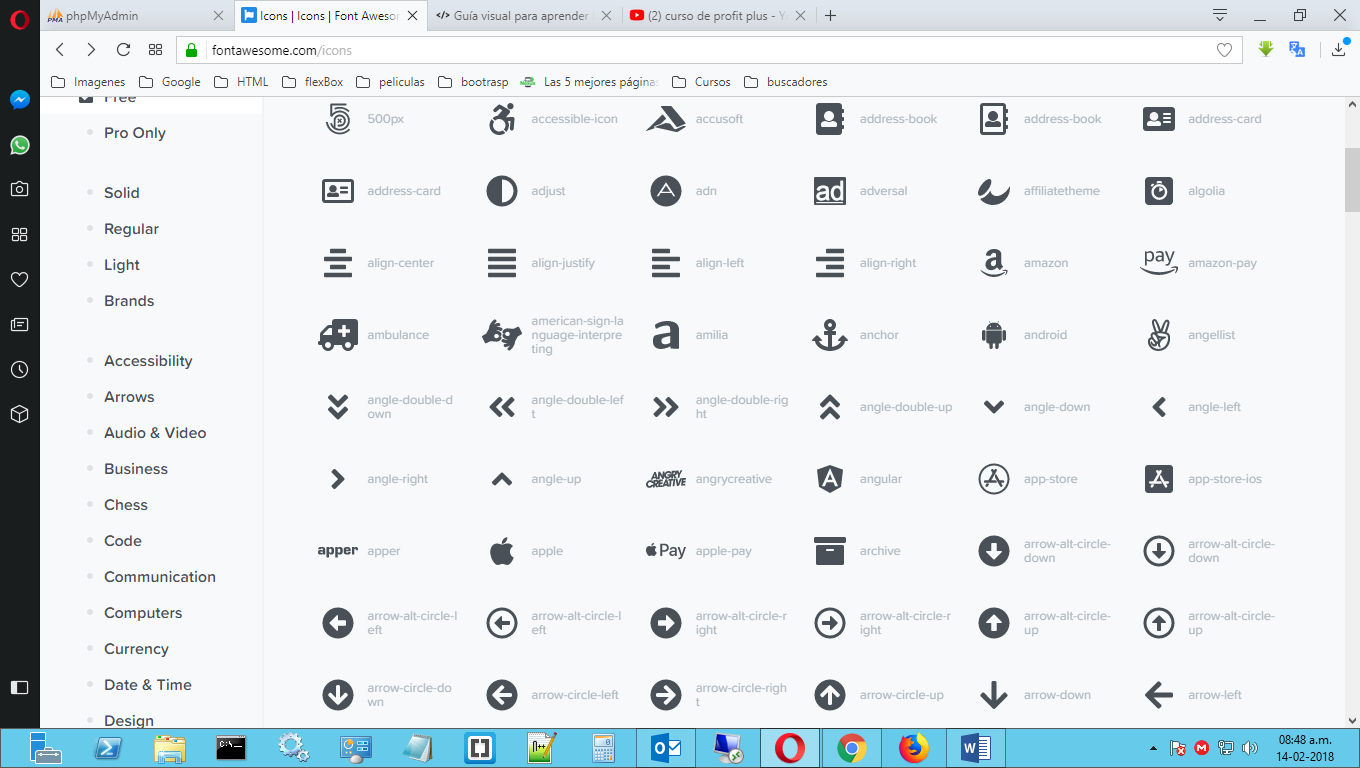 phpMyAdmin
Icons | Icons | Font Aweso
Guía visual para aprender
(2) curso de profit plus - Y
fontawesome.com/icons
Imagenes
Google
HTML
flexBox
peliculas
bootrasp
Las 5 mejores página
Cursos
buscadores
Free
Pro Only
Solid
Regular
Light
Brands
Accessibility
Arrows
Audio & Video
Business
Chess
Code
Communication
Computers
Currency
Date & Time
Design
500px
accessible-icon
accusoft
address-book
address-book
address-card
address-card
adjust
adn
ad
adversal
affiliatetheme
algolia
align-center
align-justify
align-left
align-right
a
amazon
pay
amazon-pay
ambulance
american-sign-la
nguage-interpre
ting
a
amilia
anchor
android
angellist
angle-double-d
own
angle-double-lef
t
angle-double-rig
ht
angle-double-up
angle-down
angle-left
angle-right
angle-up
ANGRY
CREATIVE
angrycreative
A
angular
app-store
app-store-ios
apper
apper
apple
Pay
apple-pay
archive
arrow-alt-circle-
down
arrow-alt-circle-
down
arrow-alt-circle-l
eft
arrow-alt-circle-l
eft
arrow-alt-circle-r
ight
arrow-alt-circle-r
ight
arrow-alt-circle-
up
arrow-alt-circle-
up
arrow-circle-do
wn
arrow-circle-left
arrow-circle-righ
t
arrow-circle-up
arrow-down
arrow-left
08:48 a.m.
14-02-2018